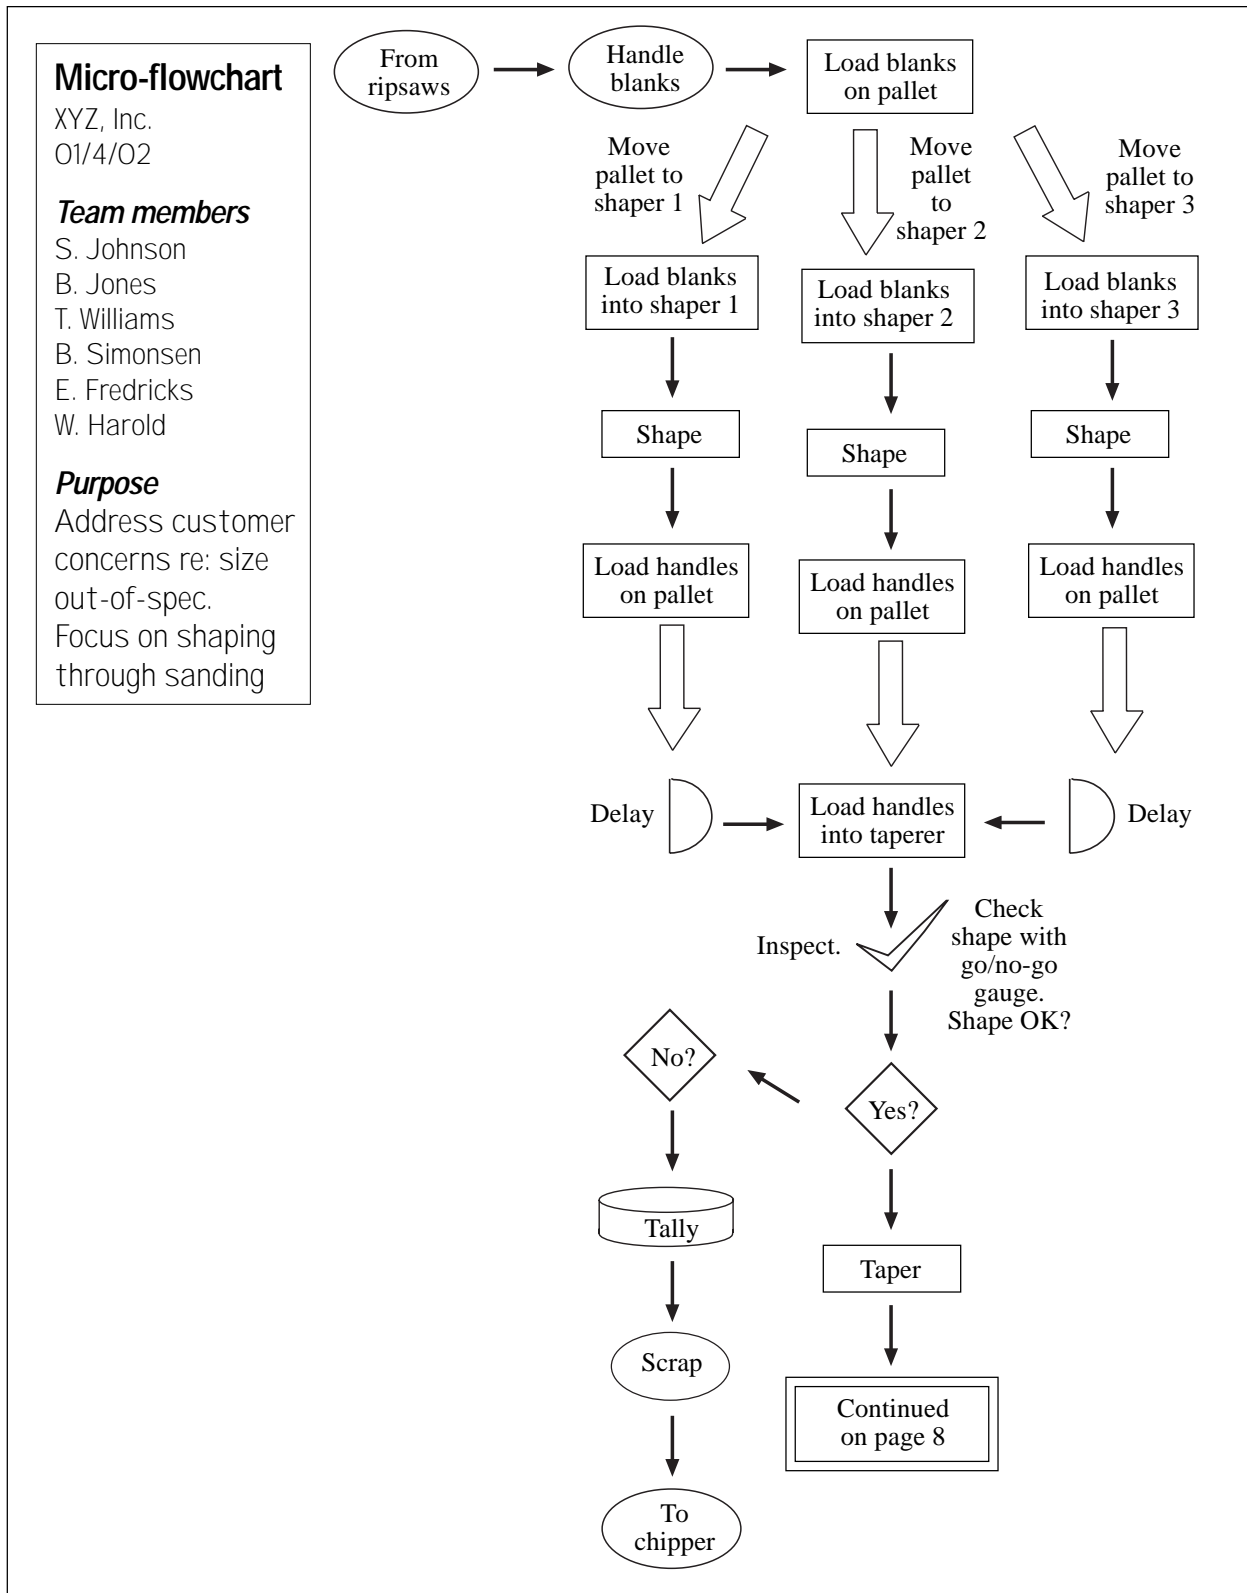 Micro-flowchart
XYZ, Inc.
01/4/02
Team members
S. Johnson
B. Jones
T. Williams
B. Simonsen
E. Fredricks
W. Harold
Purpose
Address customer
concerns re: size
out-of-spec.
Focus on shaping
through sanding
From
ripsaws
Handle
blanks
Load blanks
on pallet
Move
pallet to
shaper 1
Move
pallet
to
shaper 2
Move
pallet to
shaper 3
Load blanks
into shaper 1
Load blanks
into shaper 2
Load blanks
into shaper 3
Shape
Shape
Shape
Load handles
on pallet
Load handles
on pallet
Load handles
on pallet
Delay
Load handles
into taperer
Delay
Inspect.
Check
shape with
go/no-go
gauge.
Shape OK?
No?
Yes?
Tally
Taper
Scrap
Continued
on page 8
To
chipper